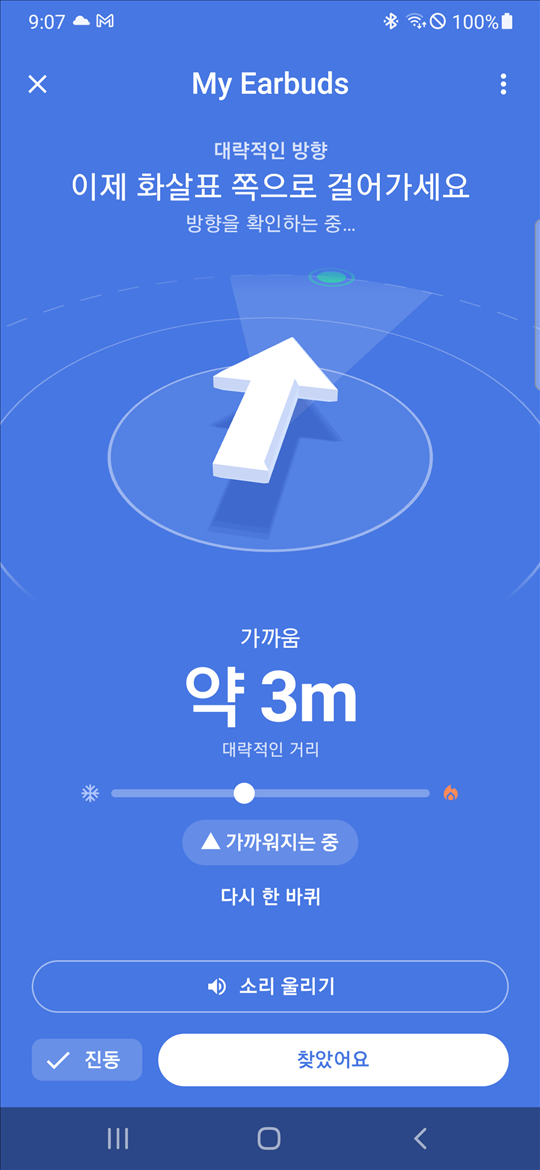 9:07
100%
My Earbuds
대략적인 방향
이제 화살표 쪽으로 걸어가세요
방향을 확인하는 중...
가까움
약 3m
대략적인 거리
가까워지는 중
다시 한 바퀴
소리 울리기
진동
찾았어요